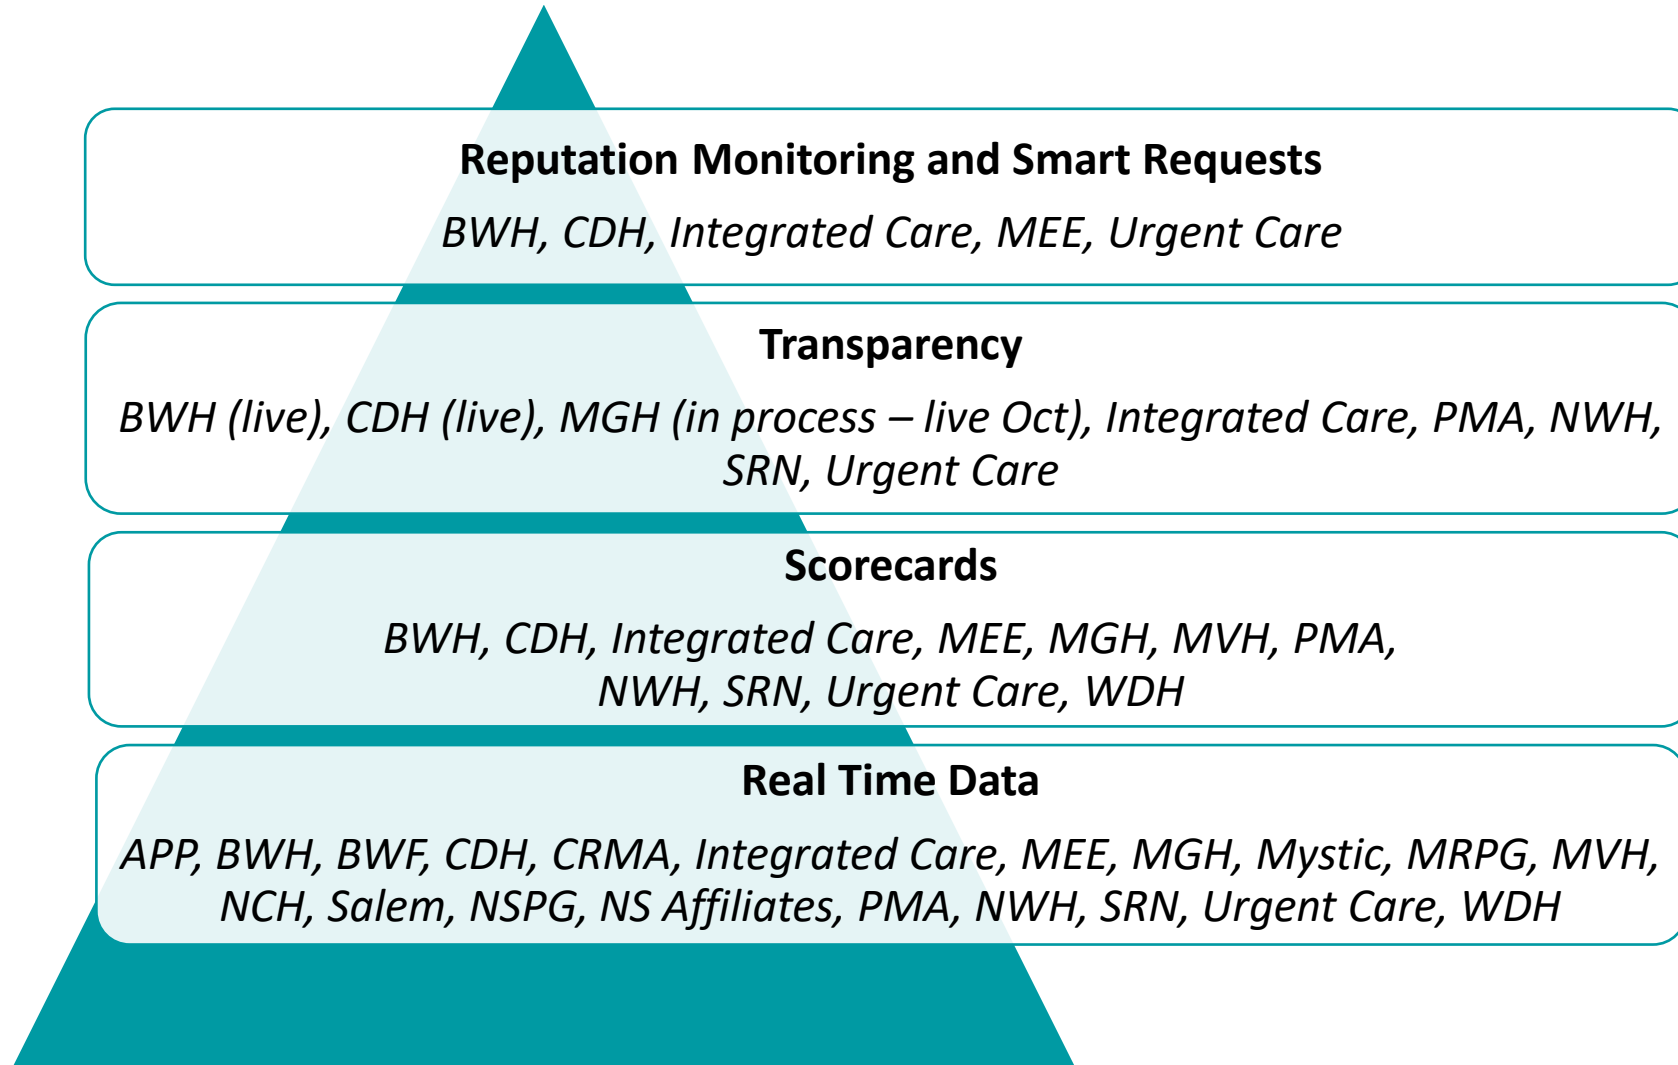 Reputation Monitoring and Smart Requests
BWH, CDH, Integrated Care, MEE, Urgent Care
Transparency
BWH (live), CDH (live), MGH (in process – live Oct), Integrated Care, PMA, NWH,
SRN, Urgent Care
Scorecards
BWH, CDH, Integrated Care, MEE, MGH, MVH, PMA,
NWH, SRN, Urgent Care, WDH
Real Time Data
APP, BWH, BWF, CDH, CRMA, Integrated Care, MEE, MGH, Mystic, MRPG, MVH,
NCH, Salem, NSPG, NS Affiliates, PMA, NWH, SRN, Urgent Care, WDH